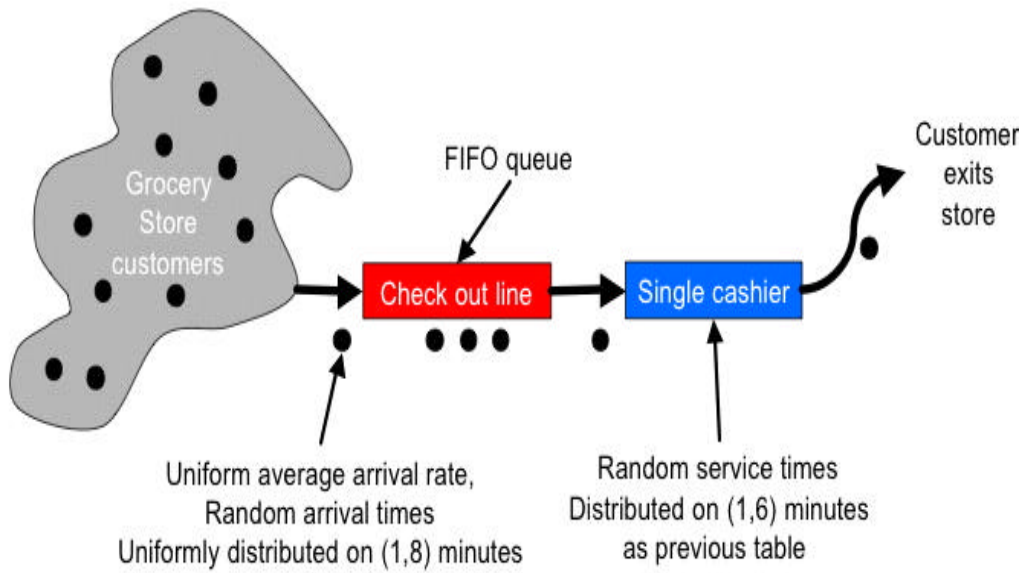 Grocery
Store
customers
FIFO queue
Check out line
Single cashier
Customer
exits
store
Uniform average arrival rate,
Random arrival times
Uniformly distributed on (1,8) minutes
Random service times
Distributed on (1,6) minutes
as previous table